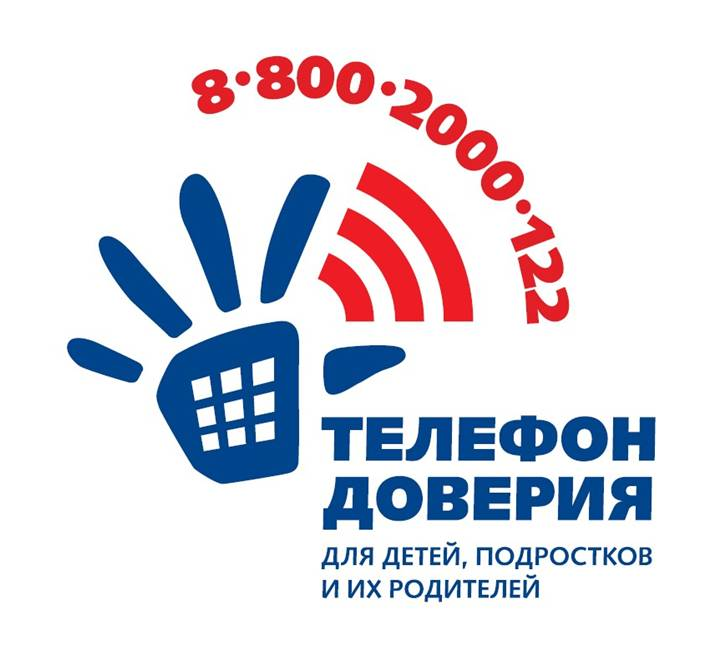 8·800·2000·122
ТЕЛЕФОН
ДОВЕРИЯ
ДЛЯ ДЕТЕЙ, ПОДРОСТКОВ
И ИХ РОДИТЕЛЕЙ